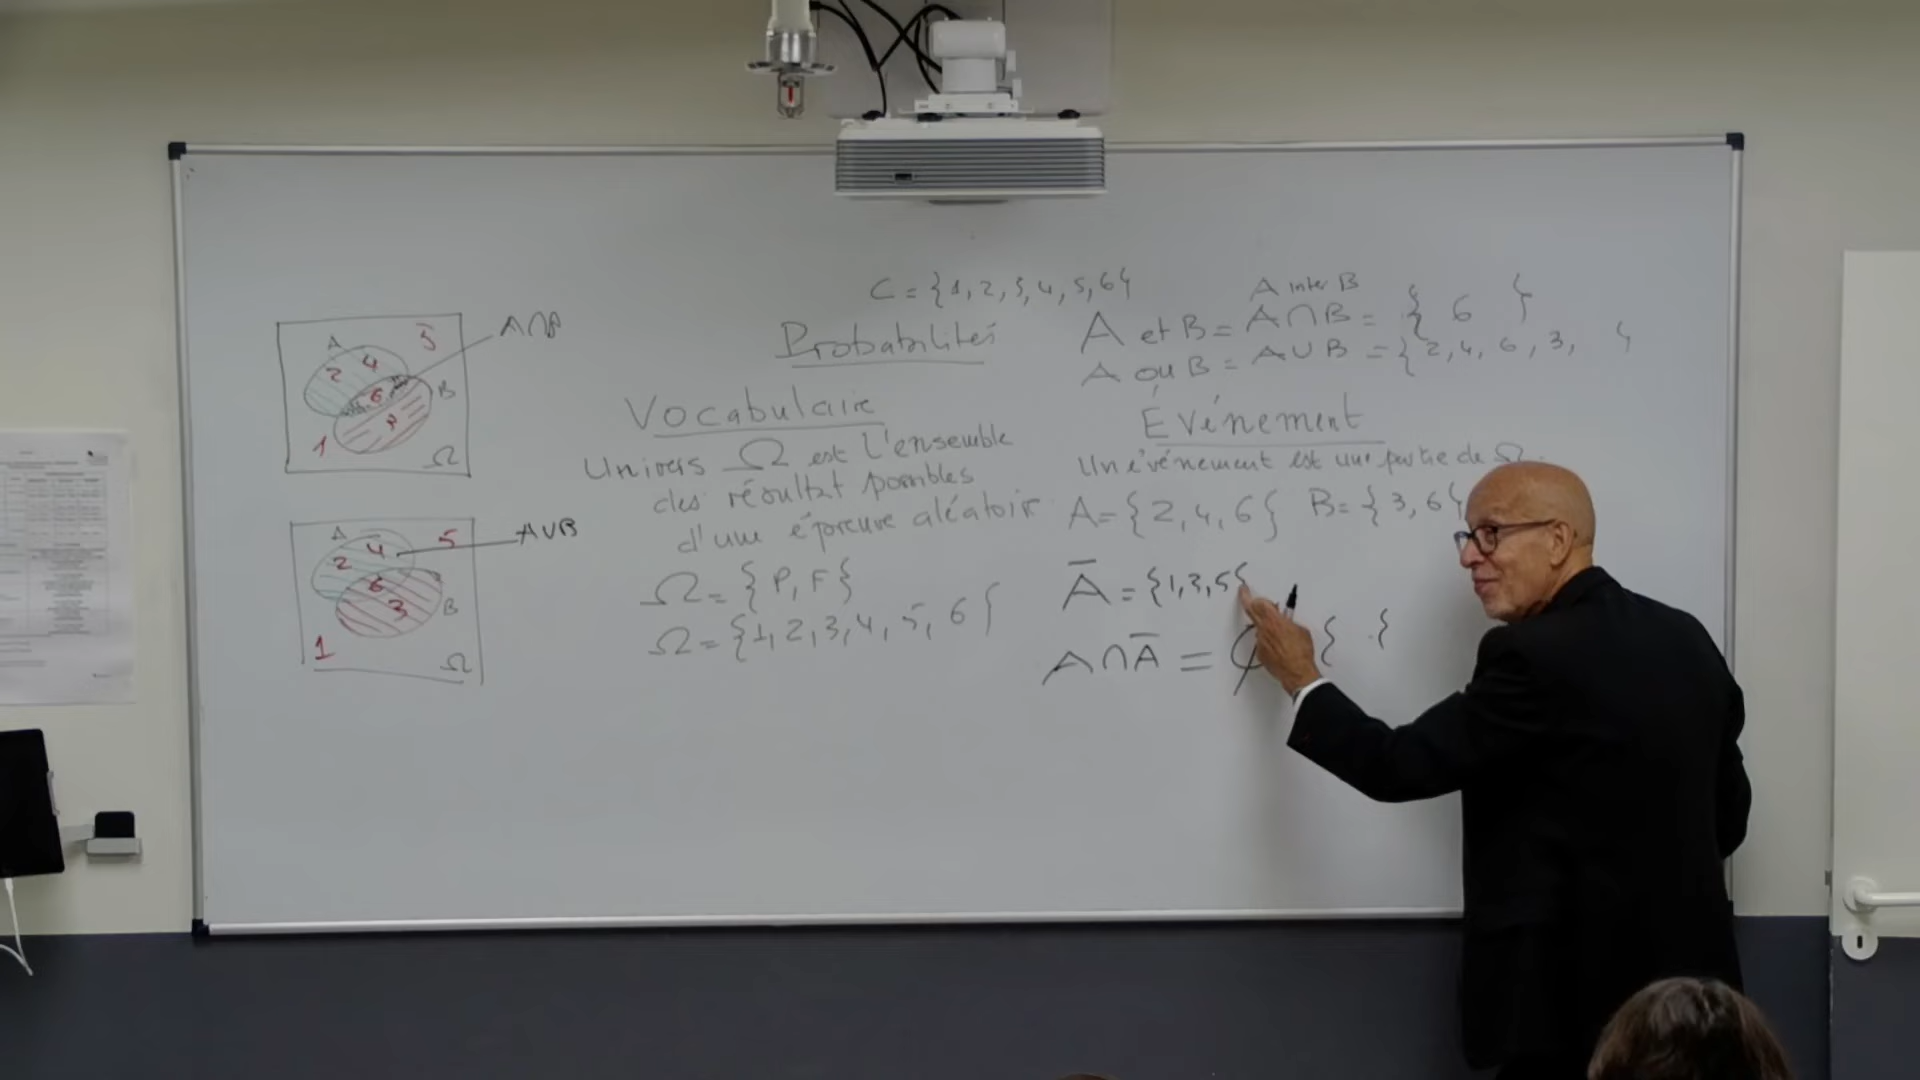 A
4
2
6
B
1
5
Ω
A∩B
A
4
2
6
3
B
1
5
Ω
A∪B
C = {1, 2, 3, 4, 5, 6}
Probabilités
Vocabulaire
Univers Ω est l'ensemble
des résultat possibles
d'une épreuve aléatoire
Ω = {P, F}
Ω = {1, 2, 3, 4, 5, 6}
A inter B
A et B = A∩B = { 6 }
A ou B = A∪B = {2, 4, 6, 3, }
Événement
Un événement est une partie de Ω.
A = {2, 4, 6} B = {3, 6}
Ā = {1, 3, 5}
A∩Ā = ∅ { }